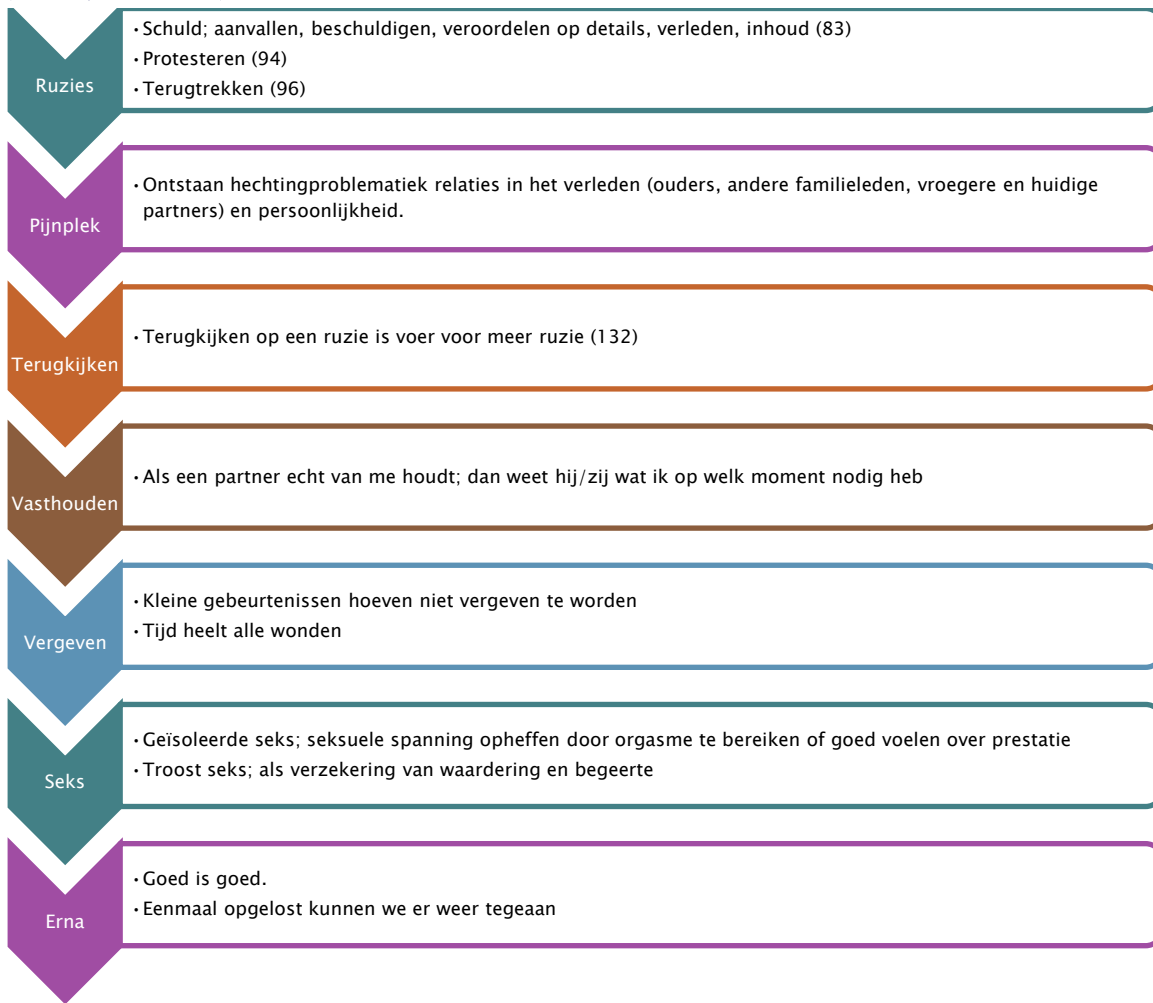 Ruzies
· Schuld; aanvallen, beschuldigen, veroordelen op details, verleden, inhoud (83)
· Protesteren (94)
· Terugtrekken (96)
Pijnplek
· Ontstaan hechtingproblematiek relaties in het verleden (ouders, andere familieleden, vroegere en huidige
partners) en persoonlijkheid.
Terugkijken
· Terugkijken op een ruzie is voer voor meer ruzie (132)
Vasthouden
· Als een partner echt van me houdt; dan weet hij/zij wat ik op welk moment nodig heb
Vergeven
· Kleine gebeurtenissen hoeven niet vergeven te worden
· Tijd heelt alle wonden
Seks
· Geïsoleerde seks; seksuele spanning opheffen door orgasme te bereiken of goed voelen over prestatie
· Troost seks; als verzekering van waardering en begeerte
Erna
· Goed is goed.
· Eenmaal opgelost kunnen we er weer tegeaan